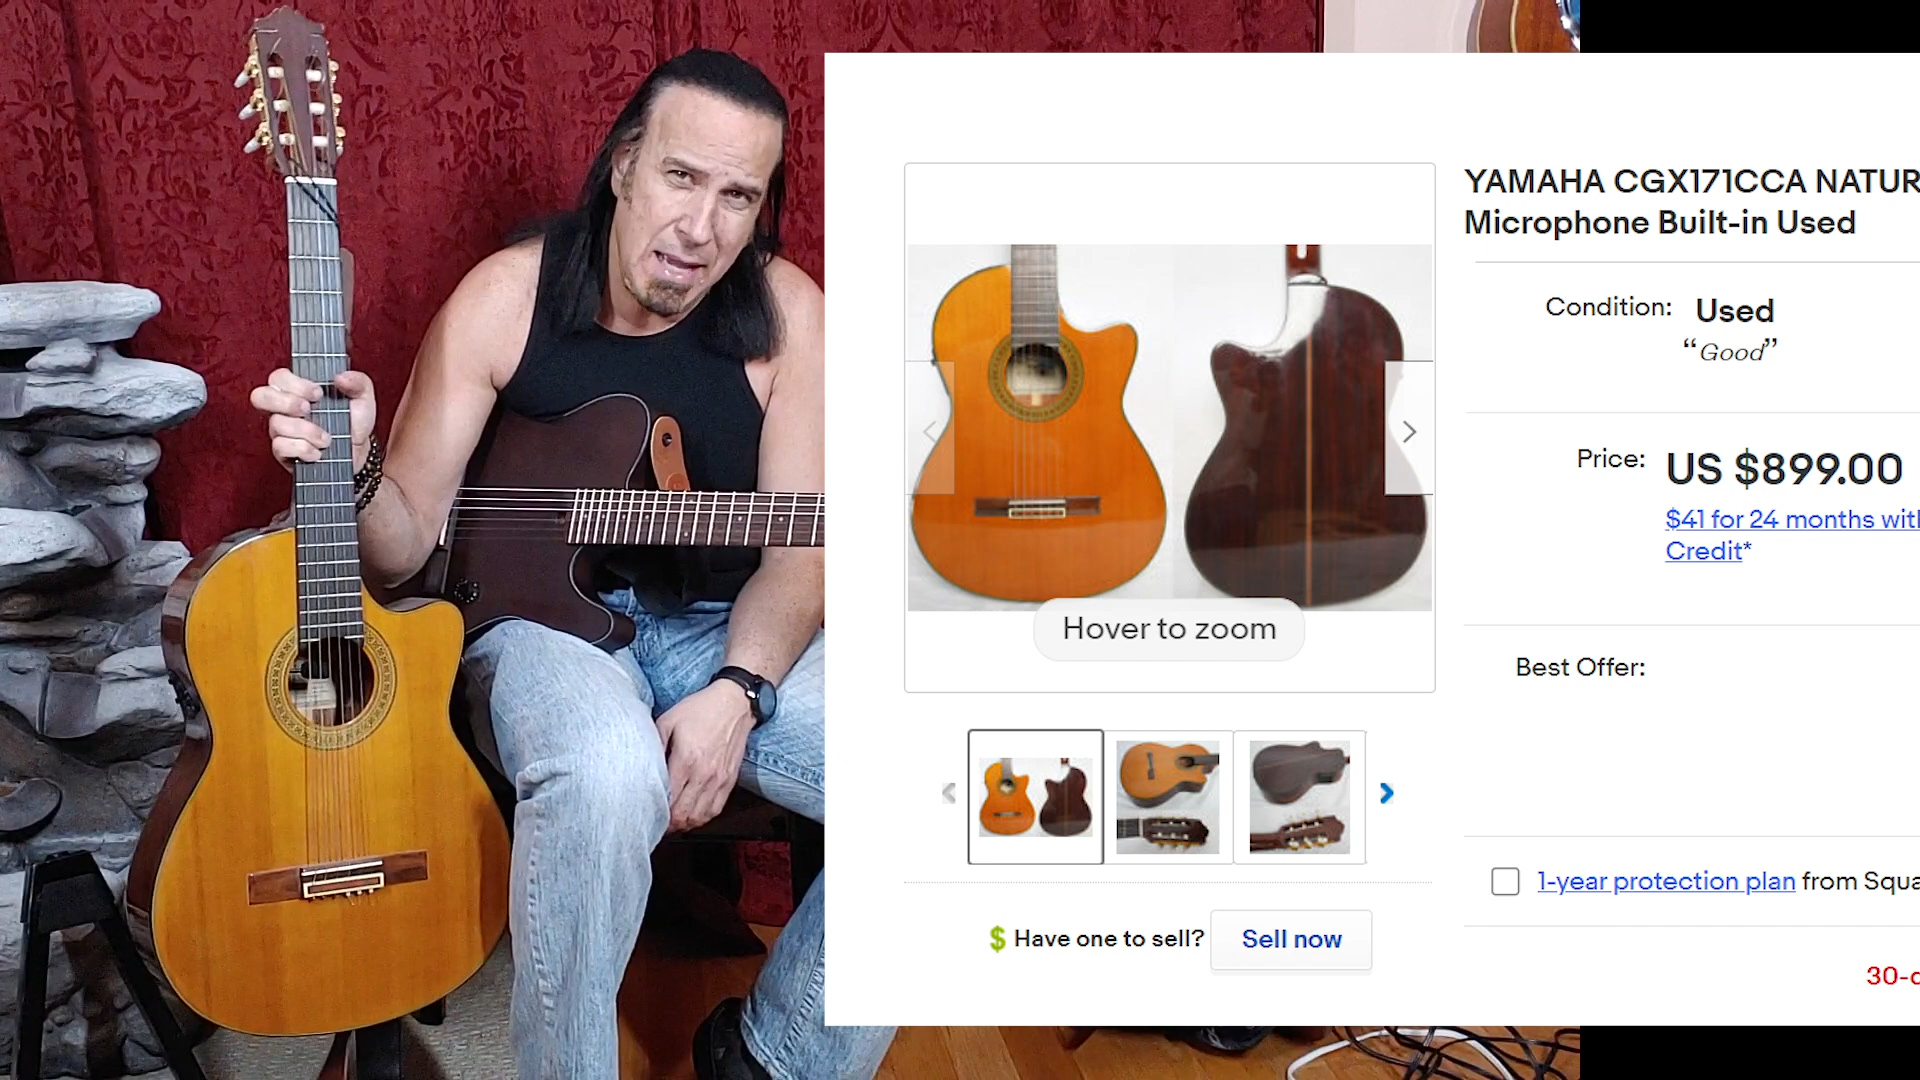 YAMAHA CGX171CCA NATUR
Microphone Built-in Used
Condition: Used
“Good”
Price: US $899.00
$41 for 24 months wit
Credit*
Hover to zoom
Best Offer:
1-year protection plan from Squa
$ Have one to sell? Sell now
30-